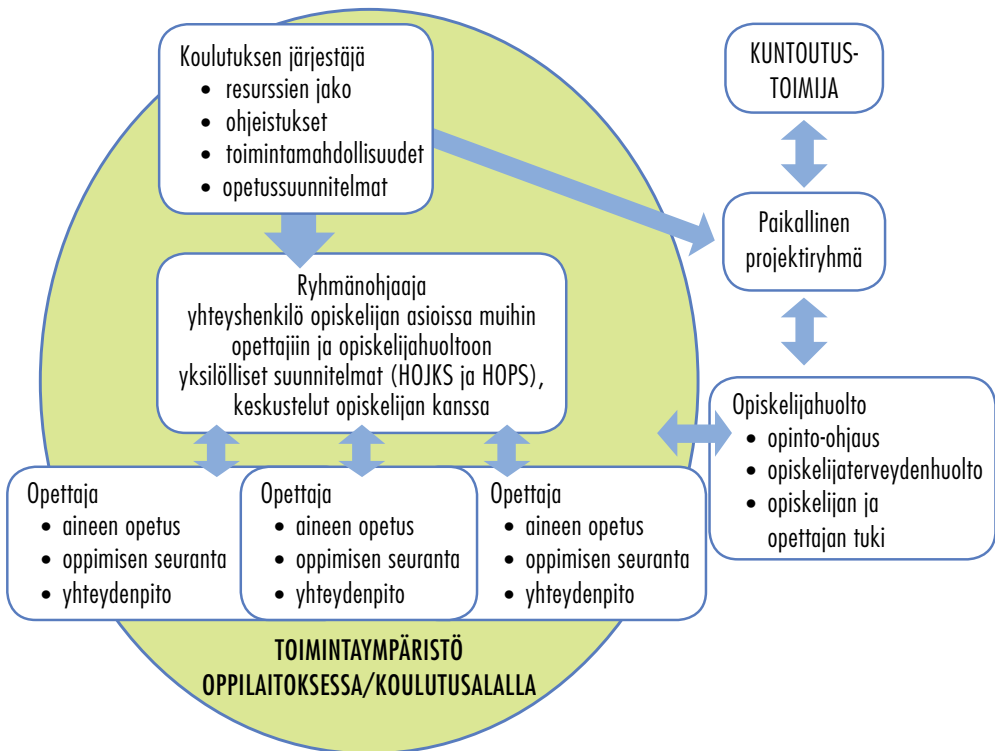 Koulutuksen järjestäjä
• resurssien jako
• ohjeistukset
• toimintamahdollisuudet
• opetussuunnitelmat
KUNTOUTUS-
TOIMIJA
Paikallinen
projektiryhmä
Ryhmänohjaaja
yhteyshenkilö opiskelijan asioissa muihin
opettajiin ja opiskelijahuoltoon
yksilölliset suunnitelmat (HOJKS ja HOPS),
keskustelut opiskelijan kanssa
Opiskelijahuolto
• opinto-ohjaus
• opiskelijaterveydenhuolto
• opiskelijan ja
opettajan tuki
Opettaja
• aineen opetus
• oppimisen seuranta
• yhteydenpito
Opettaja
• aineen opetus
• oppimisen seuranta
• yhteydenpito
Opettaja
• aineen opetus
• oppimisen seuranta
• yhteydenpito
TOIMINTAYMPÄRISTÖ
OPPILAITOKSESSA/KOULUTUSALALLA